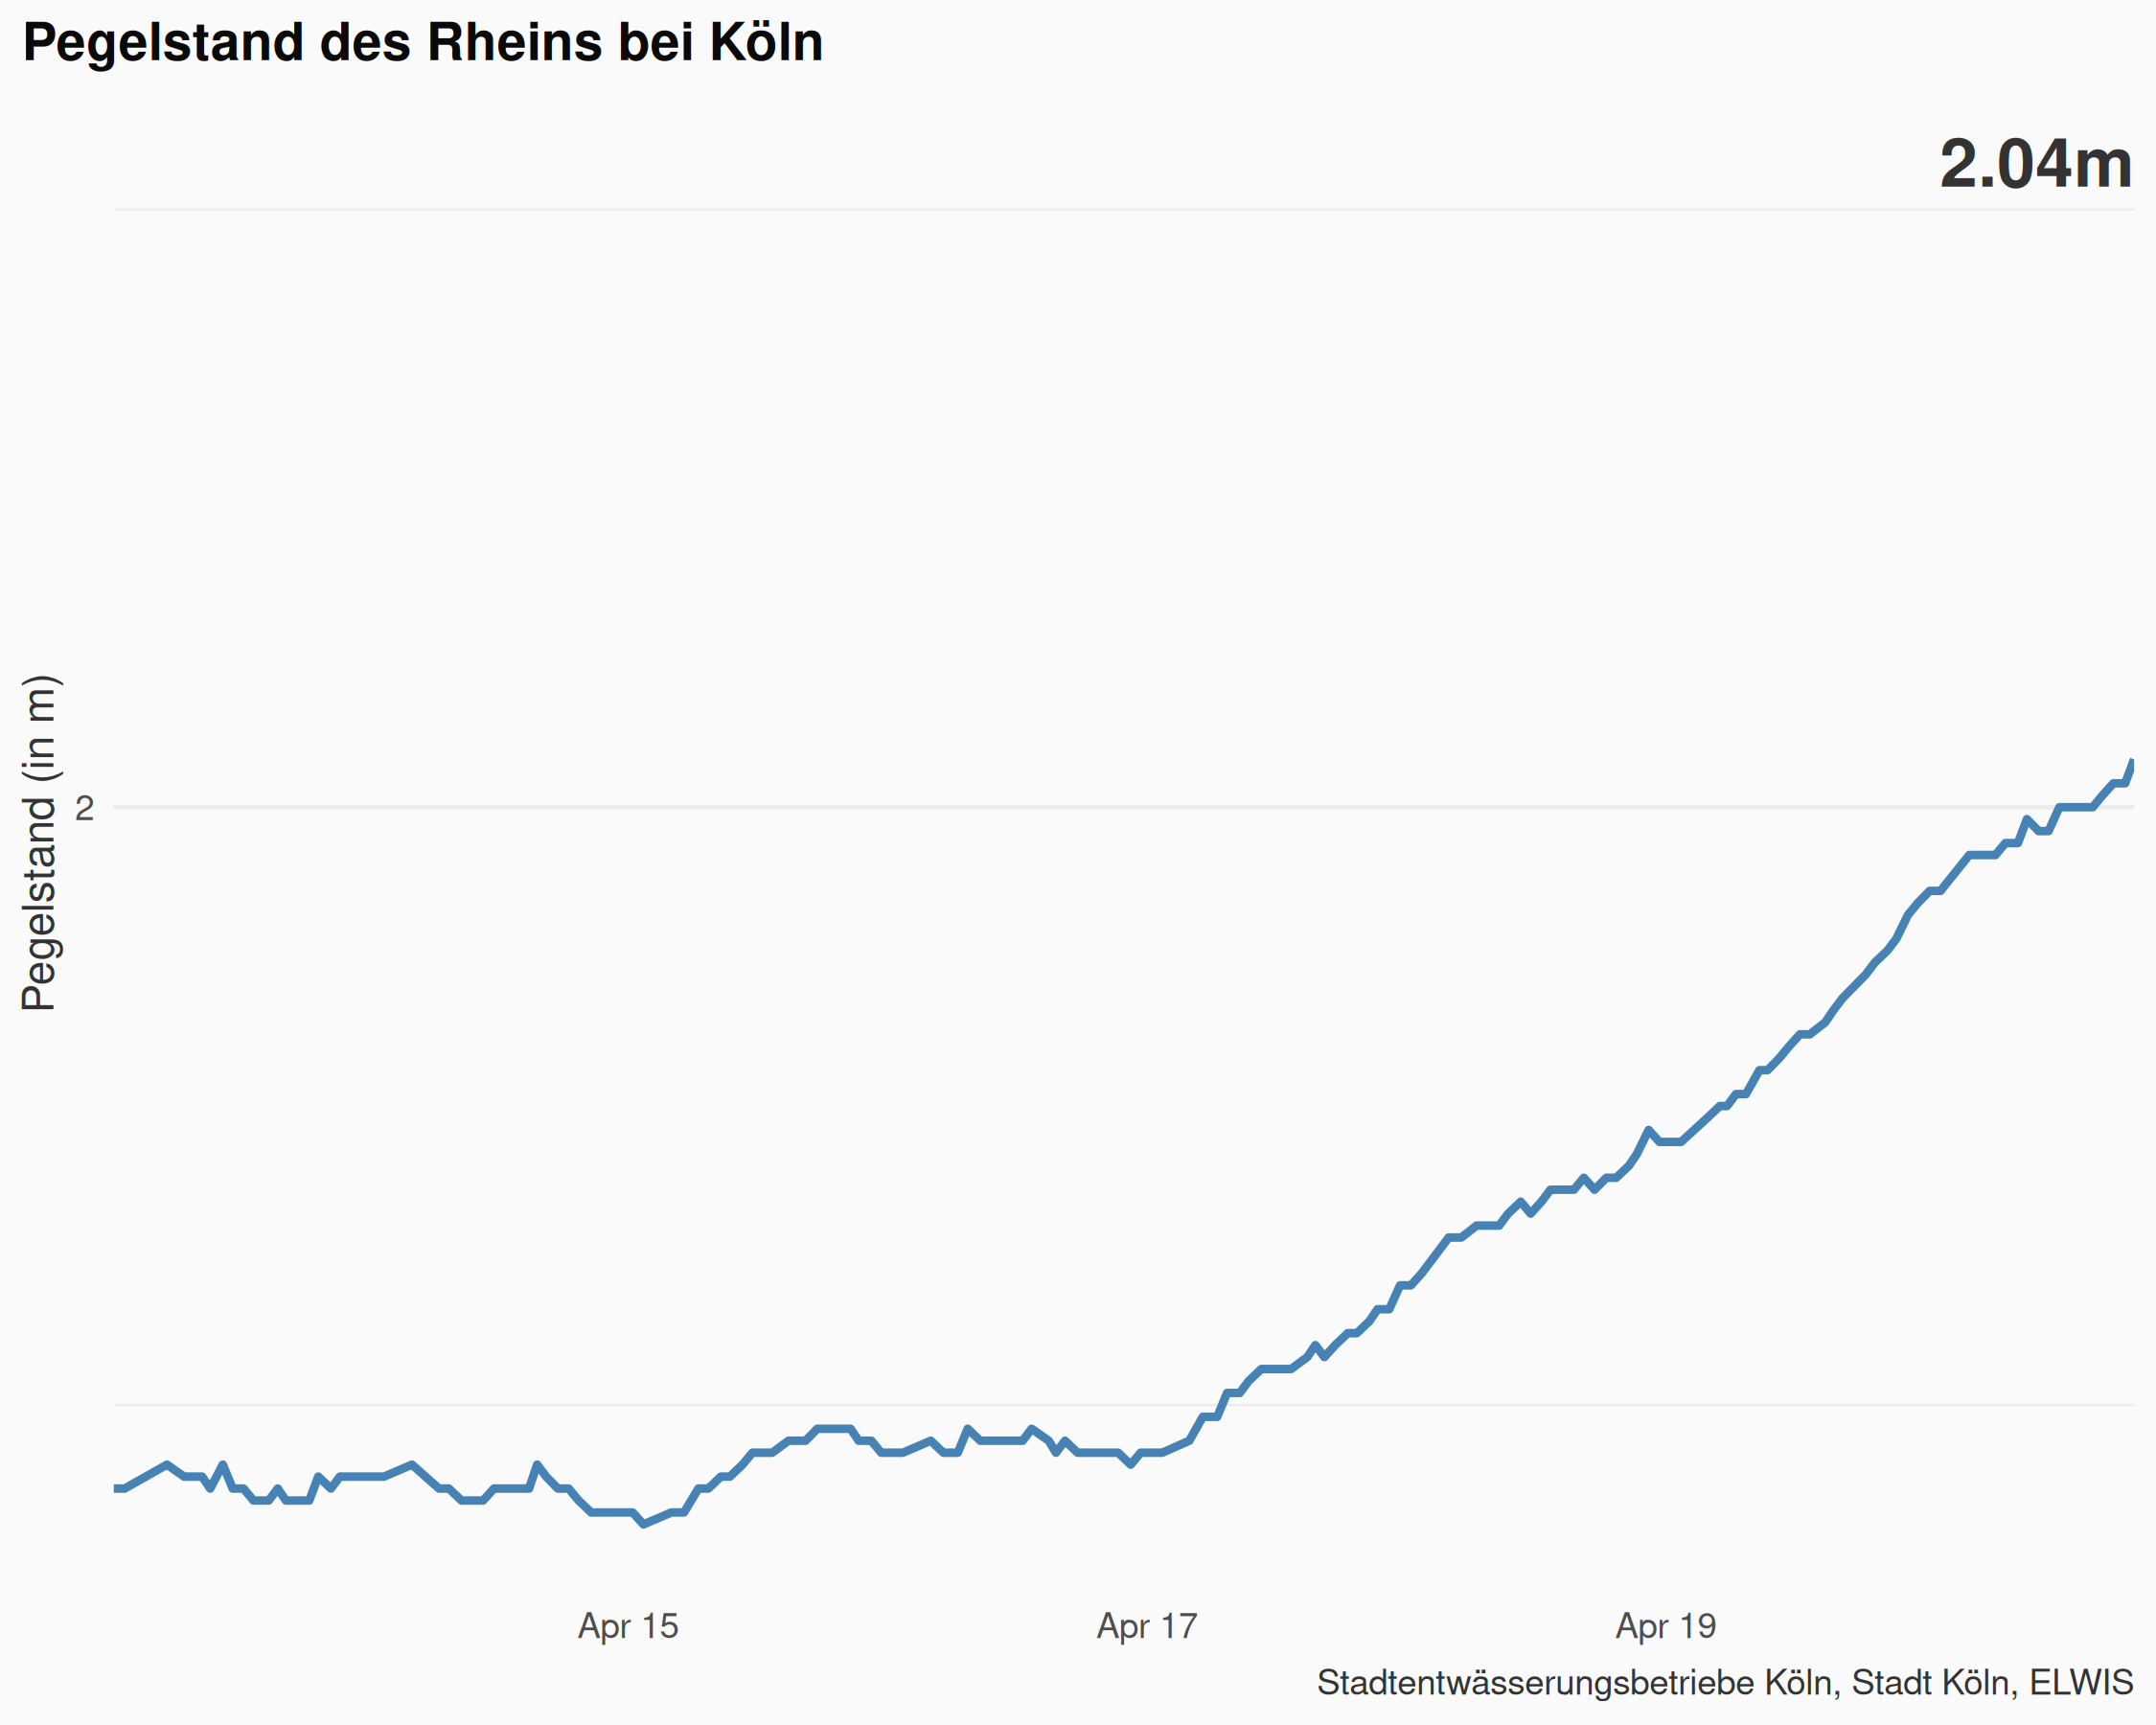 Pegelstand des Rheins bei Köln
2.04m
Pegelstand (in m)
2
Apr 15
Apr 17
Apr 19
Stadtentwässerungsbetriebe Köln, Stadt Köln, ELWIS